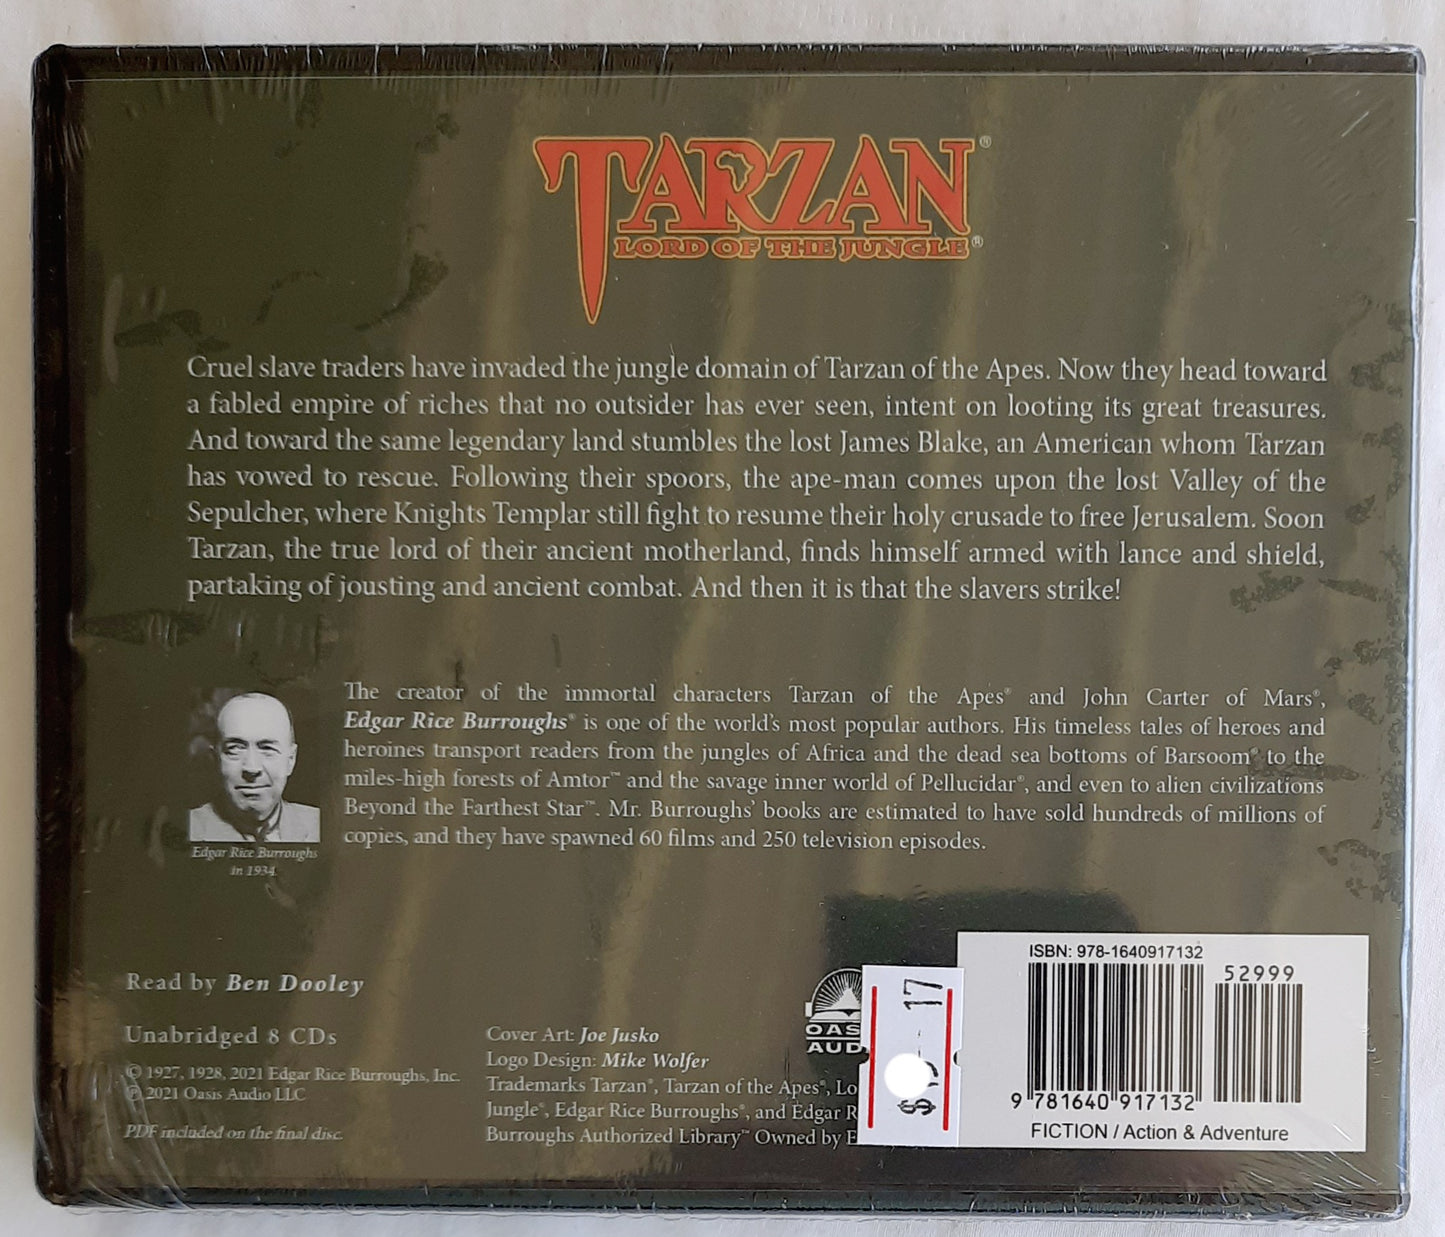 TARZAN®
LORD OF THE JUNGLE®
Cruel slave traders have invaded the jungle domain of Tarzan of the Apes. Now they head toward
a fabled empire of riches that no outsider has ever seen, intent on looting its great treasures.
And toward the same legendary land stumbles the lost James Blake, an American whom Tarzan
has vowed to rescue. Following their spoors, the ape-man comes upon the lost Valley of the
Sepulcher, where Knights Templar still fight to resume their holy crusade to free Jerusalem. Soon
Tarzan, the true lord of their ancient motherland, finds himself armed with lance and shield,
partaking of jousting and ancient combat. And then it is that the slavers strike!
The creator of the immortal characters Tarzan of the Apes® and John Carter of Mars®,
Edgar Rice Burroughs® is one of the world's most popular authors. His timeless tales of heroes and
heroines transport readers from the jungles of Africa and the dead sea bottoms of Barsoom® to the
miles-high forests of Amtor™ and the savage inner world of Pellucidar®, and even to alien civilizations
Beyond the Farthest Star™. Mr. Burroughs' books are estimated to have sold hundreds of millions of
copies, and they have spawned 60 films and 250 television episodes.
Edgar Rice Burroughs
in 1934.
Read by Ben Dooley
Unabridged 8 CDs
© 1927, 1928, 2021 Edgar Rice Burroughs, Inc.
℗ 2021 Oasis Audio LLC
PDF included on the final disc.
Cover Art: Joe Jusko
Logo Design: Mike Wolfer
Trademarks Tarzan®, Tarzan of the Apes®, Lo
Jungle®, Edgar Rice Burroughs®, and Edgar R
Burroughs Authorized Library™ Owned by E
OAS
AUD
17
ISBN: 978-1640917132
52999
9 781640 917132
FICTION / Action & Adventure